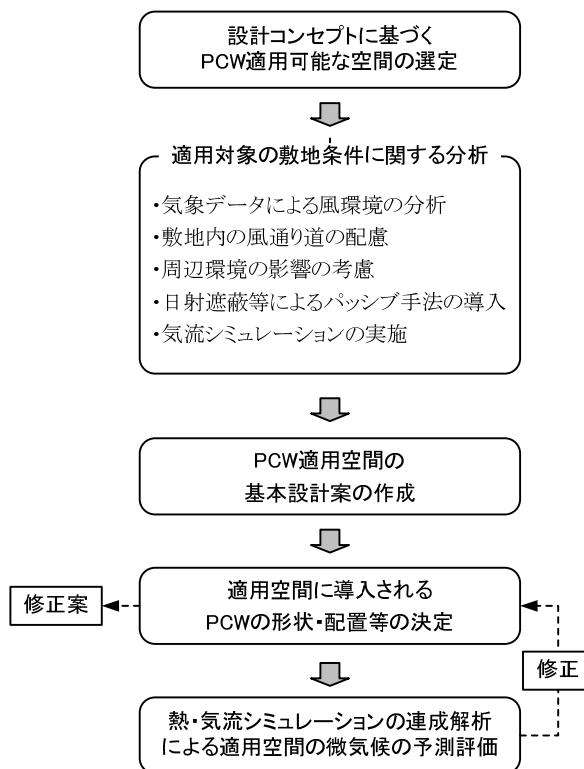 設計コンセプトに基づく
PCW適用可能な空間の選定
適用対象の敷地条件に関する分析
・気象データによる風環境の分析
・敷地内の風通り道の配慮
・周辺環境の影響の考慮
・日射遮蔽等によるパッシブ手法の導入
・気流シミュレーションの実施
PCW適用空間の
基本設計案の作成
適用空間に導入される
PCWの形状・配置等の決定
修正案
修正
熱・気流シミュレーションの連成解析
による適用空間の微気候の予測評価